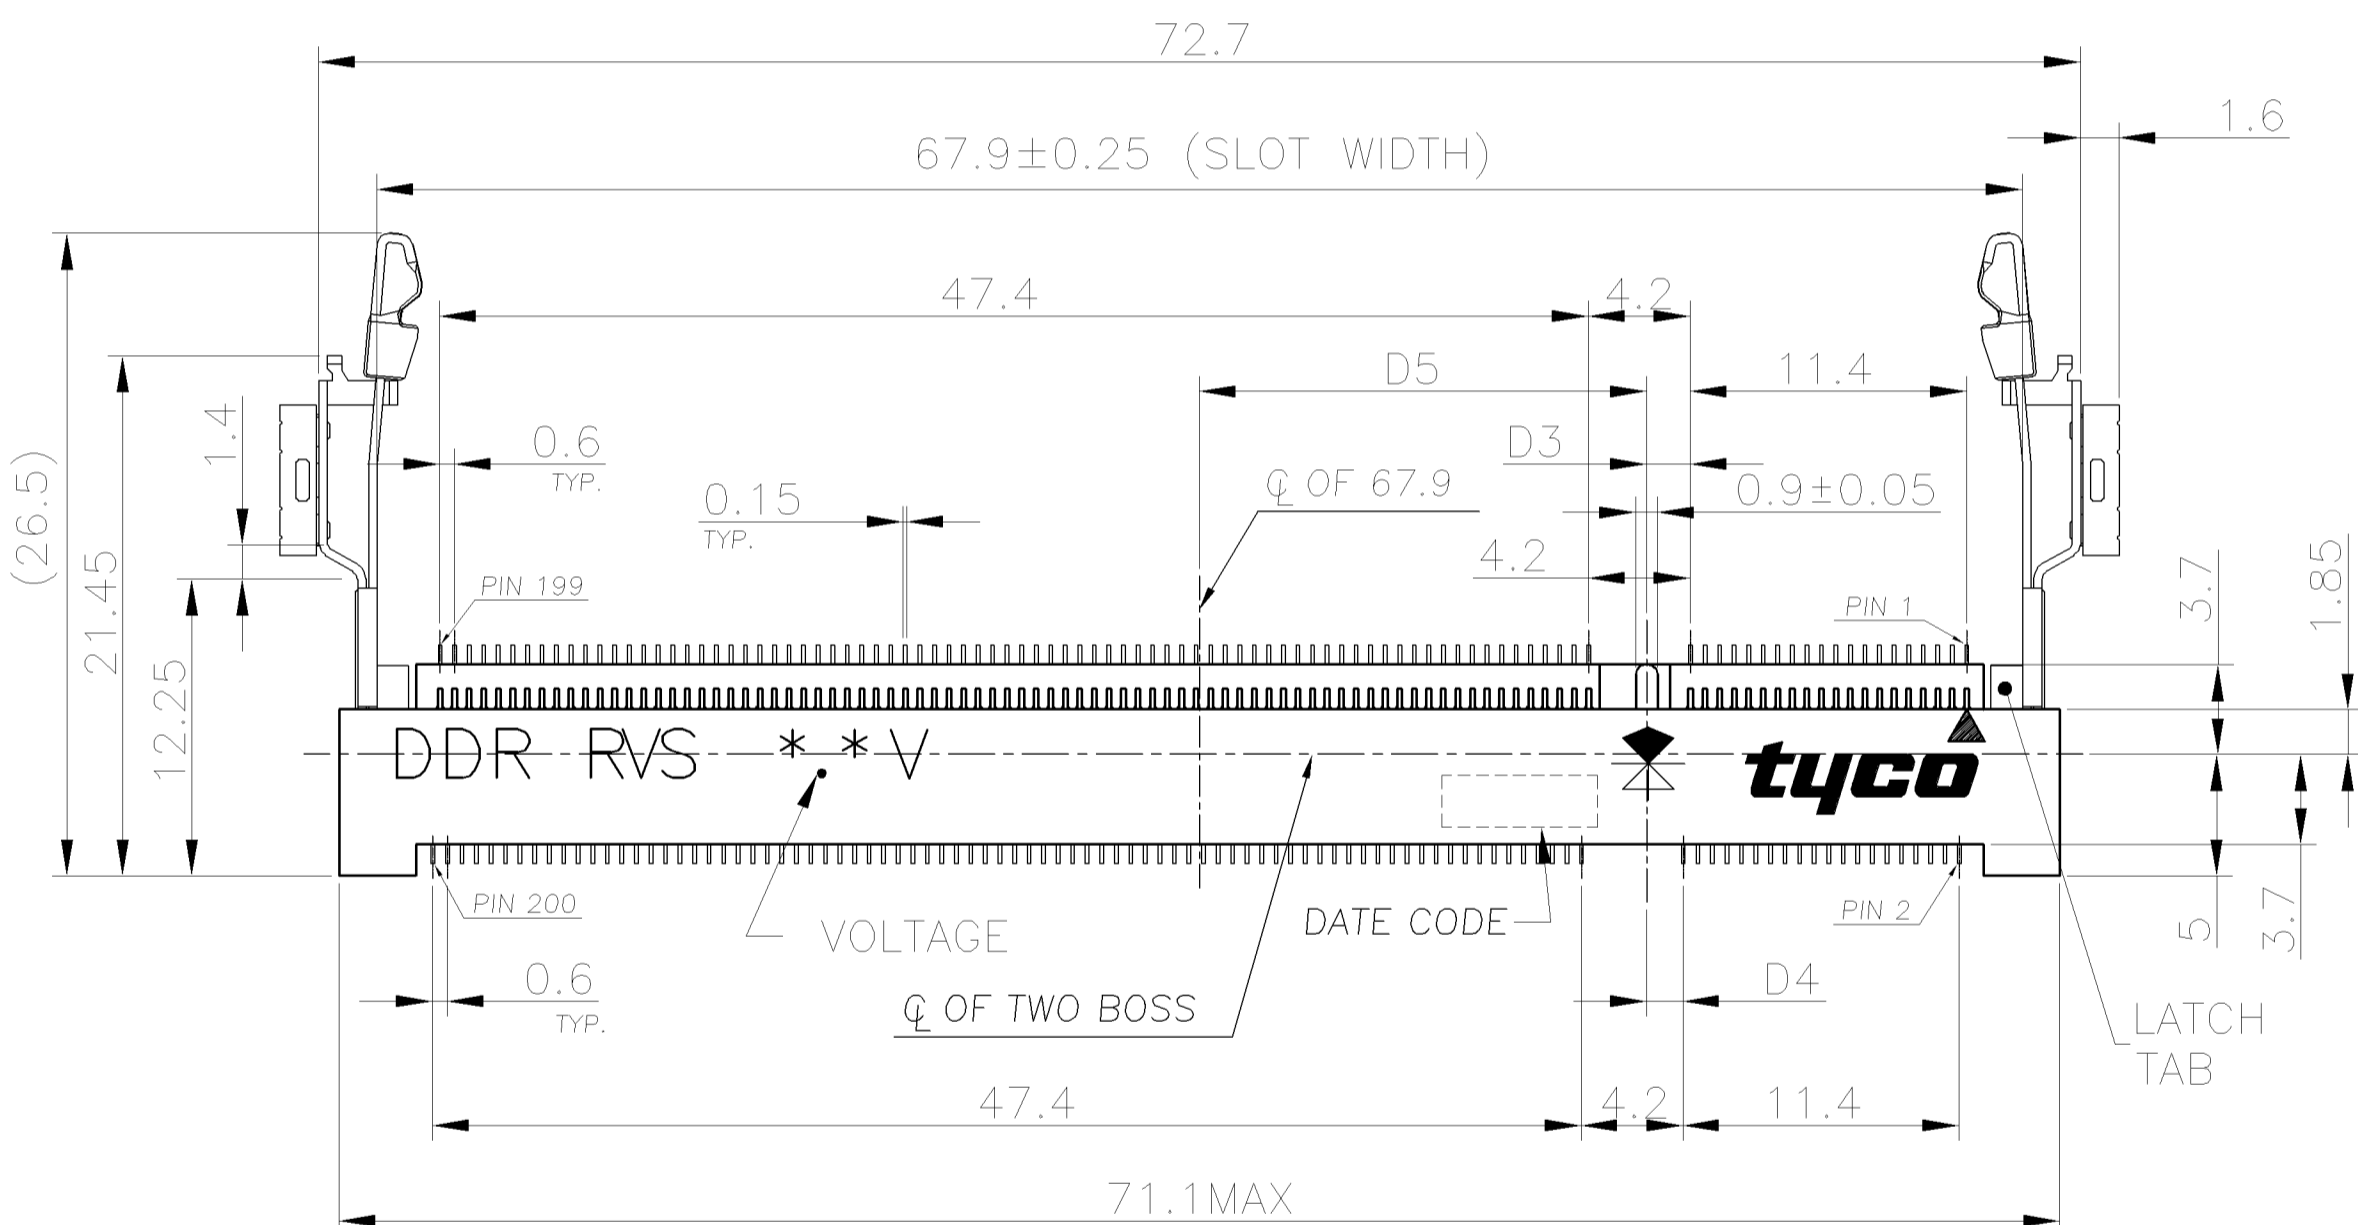 72.7
1.6
67.9±0.25 (SLOT WIDTH)
47.4
4.2
D5
11.4
(26.5)
21.45
1.4
12.25
0.6
TYP.
0.15
TYP.
℄ OF 67.9
D3
0.9±0.05
4.2
PIN 199
PIN 1
3.7
1.85
DDR RVS **V
tyco
PIN 200
VOLTAGE
DATE CODE
PIN 2
5
3.7
0.6
TYP.
℄ OF TWO BOSS
D4
LATCH
TAB
47.4
4.2
11.4
71.1MAX